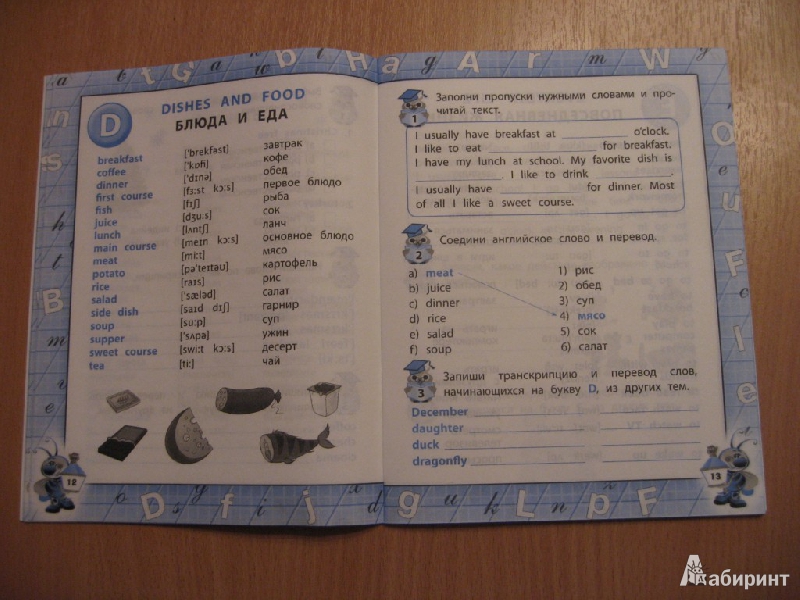 D
DISHES AND FOOD
БЛЮДА И ЕДА
breakfast ['brekfəst] завтрак
coffee ['kɒfi] кофе
dinner ['dɪnə] обед
first course [fɜ:st kɔ:s] первое блюдо
fish [fɪʃ] рыба
juice [dʒu:s] сок
lunch [lʌntʃ] ланч
main course [meɪn kɔ:s] основное блюдо
meat [mi:t] мясо
potato [pə'teɪtəu] картофель
rice [raɪs] рис
salad ['sæləd] салат
side dish [saɪd dɪʃ] гарнир
soup [su:p] суп
supper ['sʌpə] ужин
sweet course [swi:t kɔ:s] десерт
tea [ti:] чай
12
1 Заполни пропуски нужными словами и про-
читай текст.
I usually have breakfast at ____ o'clock.
I like to eat ____ for breakfast.
I have my lunch at school. My favorite dish is
____. I like to drink ____.
I usually have ____ for dinner. Most
of all I like a sweet course.
2 Соедини английское слово и перевод.
a) meat 1) рис
b) juice 2) обед
c) dinner 3) суп
d) rice 4) мясо
e) salad 5) сок
f) soup 6) салат
3 Запиши транскрипцию и перевод слов,
начинающихся на букву D, из других тем.
December
daughter
duck
dragonfly
13
Лабиринт